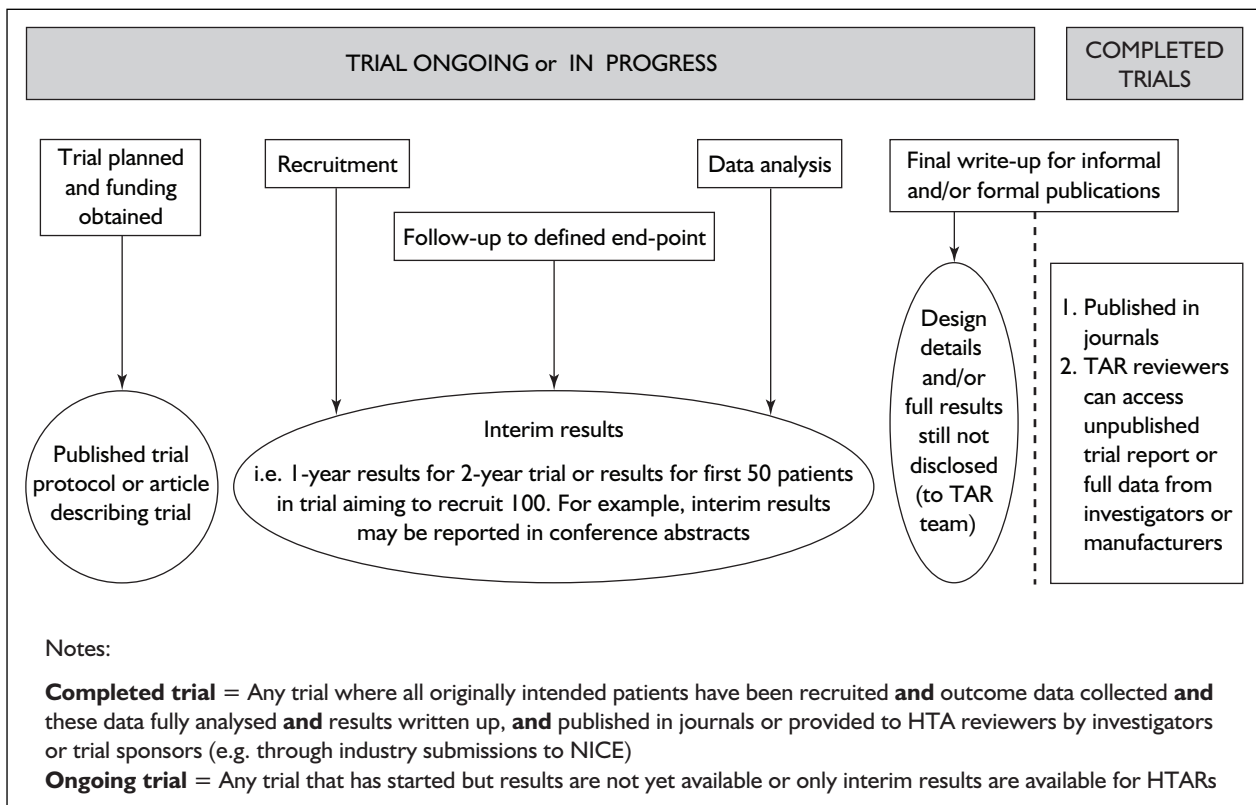 TRIAL ONGOING or IN PROGRESS
COMPLETED
TRIALS
Trial planned
and funding
obtained
Recruitment
Follow-up to defined end-point
Data analysis
Final write-up for informal
and/or formal publications
Published trial
protocol or article
describing trial
Interim results
i.e. 1-year results for 2-year trial or results for first 50 patients
in trial aiming to recruit 100. For example, interim results
may be reported in conference abstracts
Design
details
and/or
full results
still not
disclosed
(to TAR
team)
1. Published in
journals
2. TAR reviewers
can access
unpublished
trial report or
full data from
investigators or
manufacturers
Notes:
Completed trial = Any trial where all originally intended patients have been recruited and outcome data collected and
these data fully analysed and results written up, and published in journals or provided to HTA reviewers by investigators
or trial sponsors (e.g. through industry submissions to NICE)
Ongoing trial = Any trial that has started but results are not yet available or only interim results are available for HTARs